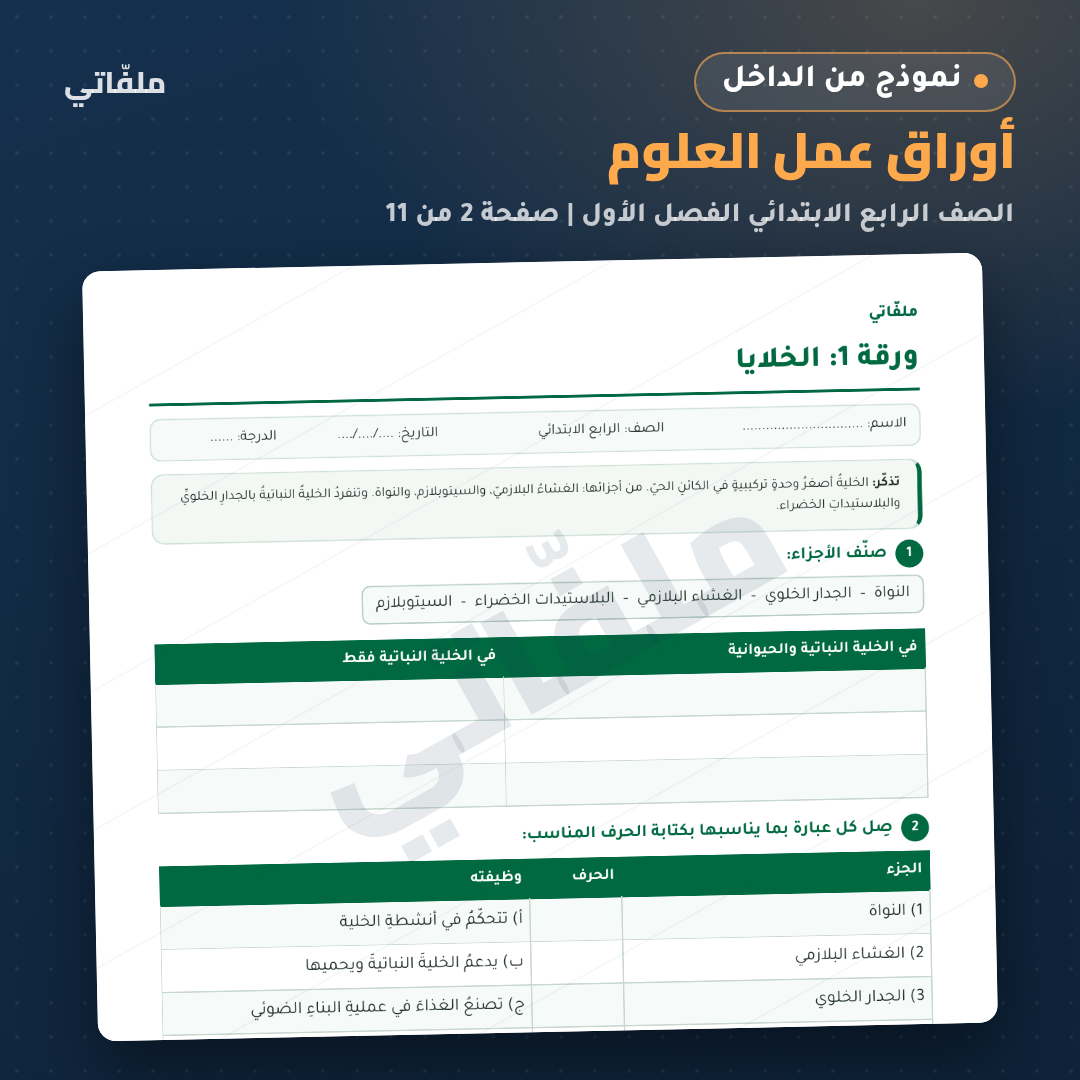 نموذج من الداخل
ملفّاتي
أوراق عمل العلوم
الصف الرابع الابتدائي الفصل الأول | صفحة 2 من 11
ملفّاتي
ورقة 1: الخلايا
الاسم: .............................. الصف: الرابع الابتدائي التاريخ: ..../..../.... الدرجة: ......
تذكّر: الخليةُ أصغرُ وحدةٍ تركيبيةٍ في الكائنِ الحيّ. من أجزائها: الغشاءُ البلازميّ، والسيتوبلازم، والنواة. وتنفردُ الخليةُ النباتيةُ بالجدارِ الخلويِّ
والبلاستيداتِ الخضراء.
1 صنّف الأجزاء:
النواة - الجدار الخلوي - الغشاء البلازمي - البلاستيدات الخضراء - السيتوبلازم
في الخلية النباتية والحيوانية في الخلية النباتية فقط
ملفّاتي
2 صِل كل عبارة بما يناسبها بكتابة الحرف المناسب:
الجزء الحرف وظيفته
1) النواة أ) تتحكّمُ في أنشطةِ الخلية
2) الغشاء البلازمي ب) يدعمُ الخليةَ النباتيةَ ويحميها
3) الجدار الخلوي ج) تصنعُ الغذاءَ في عمليةِ البناءِ الضوئي